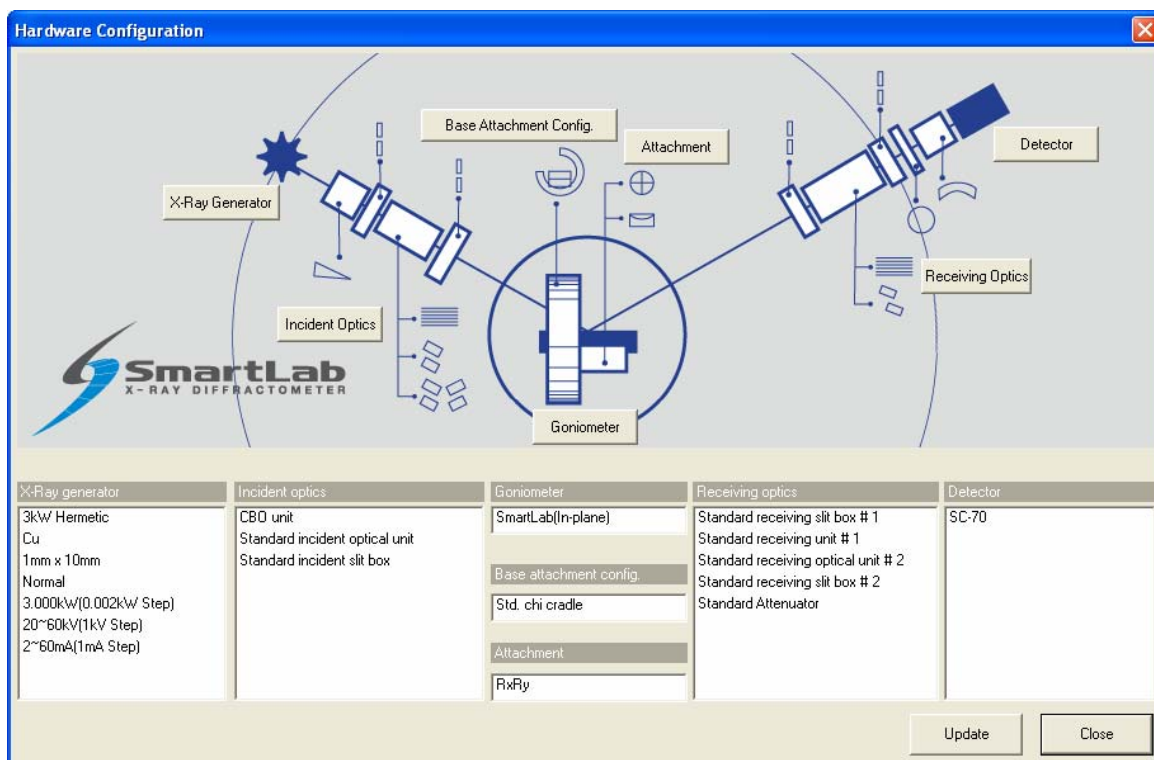 Hardware Configuration
Base Attachment Config.
Attachment
Detector
X-Ray Generator
Receiving Optics
Incident Optics
SmartLab
X-RAY DIFFRACTOMETER
Goniometer
X-Ray generator
3kW Hermetic
Cu
1mm x 10mm
Normal
3.000kW(0.002kW Step)
20~60kV(1kV Step)
2~60mA(1mA Step)
Incident optics
CBO unit
Standard incident optical unit
Standard incident slit box
Goniometer
SmartLab(In-plane)
Base attachment config.
Std. chi cradle
Attachment
RxRy
Receiving optics
Standard receiving slit box # 1
Standard receiving unit # 1
Standard receiving optical unit # 2
Standard receiving slit box # 2
Standard Attenuator
Detector
SC-70
Update
Close